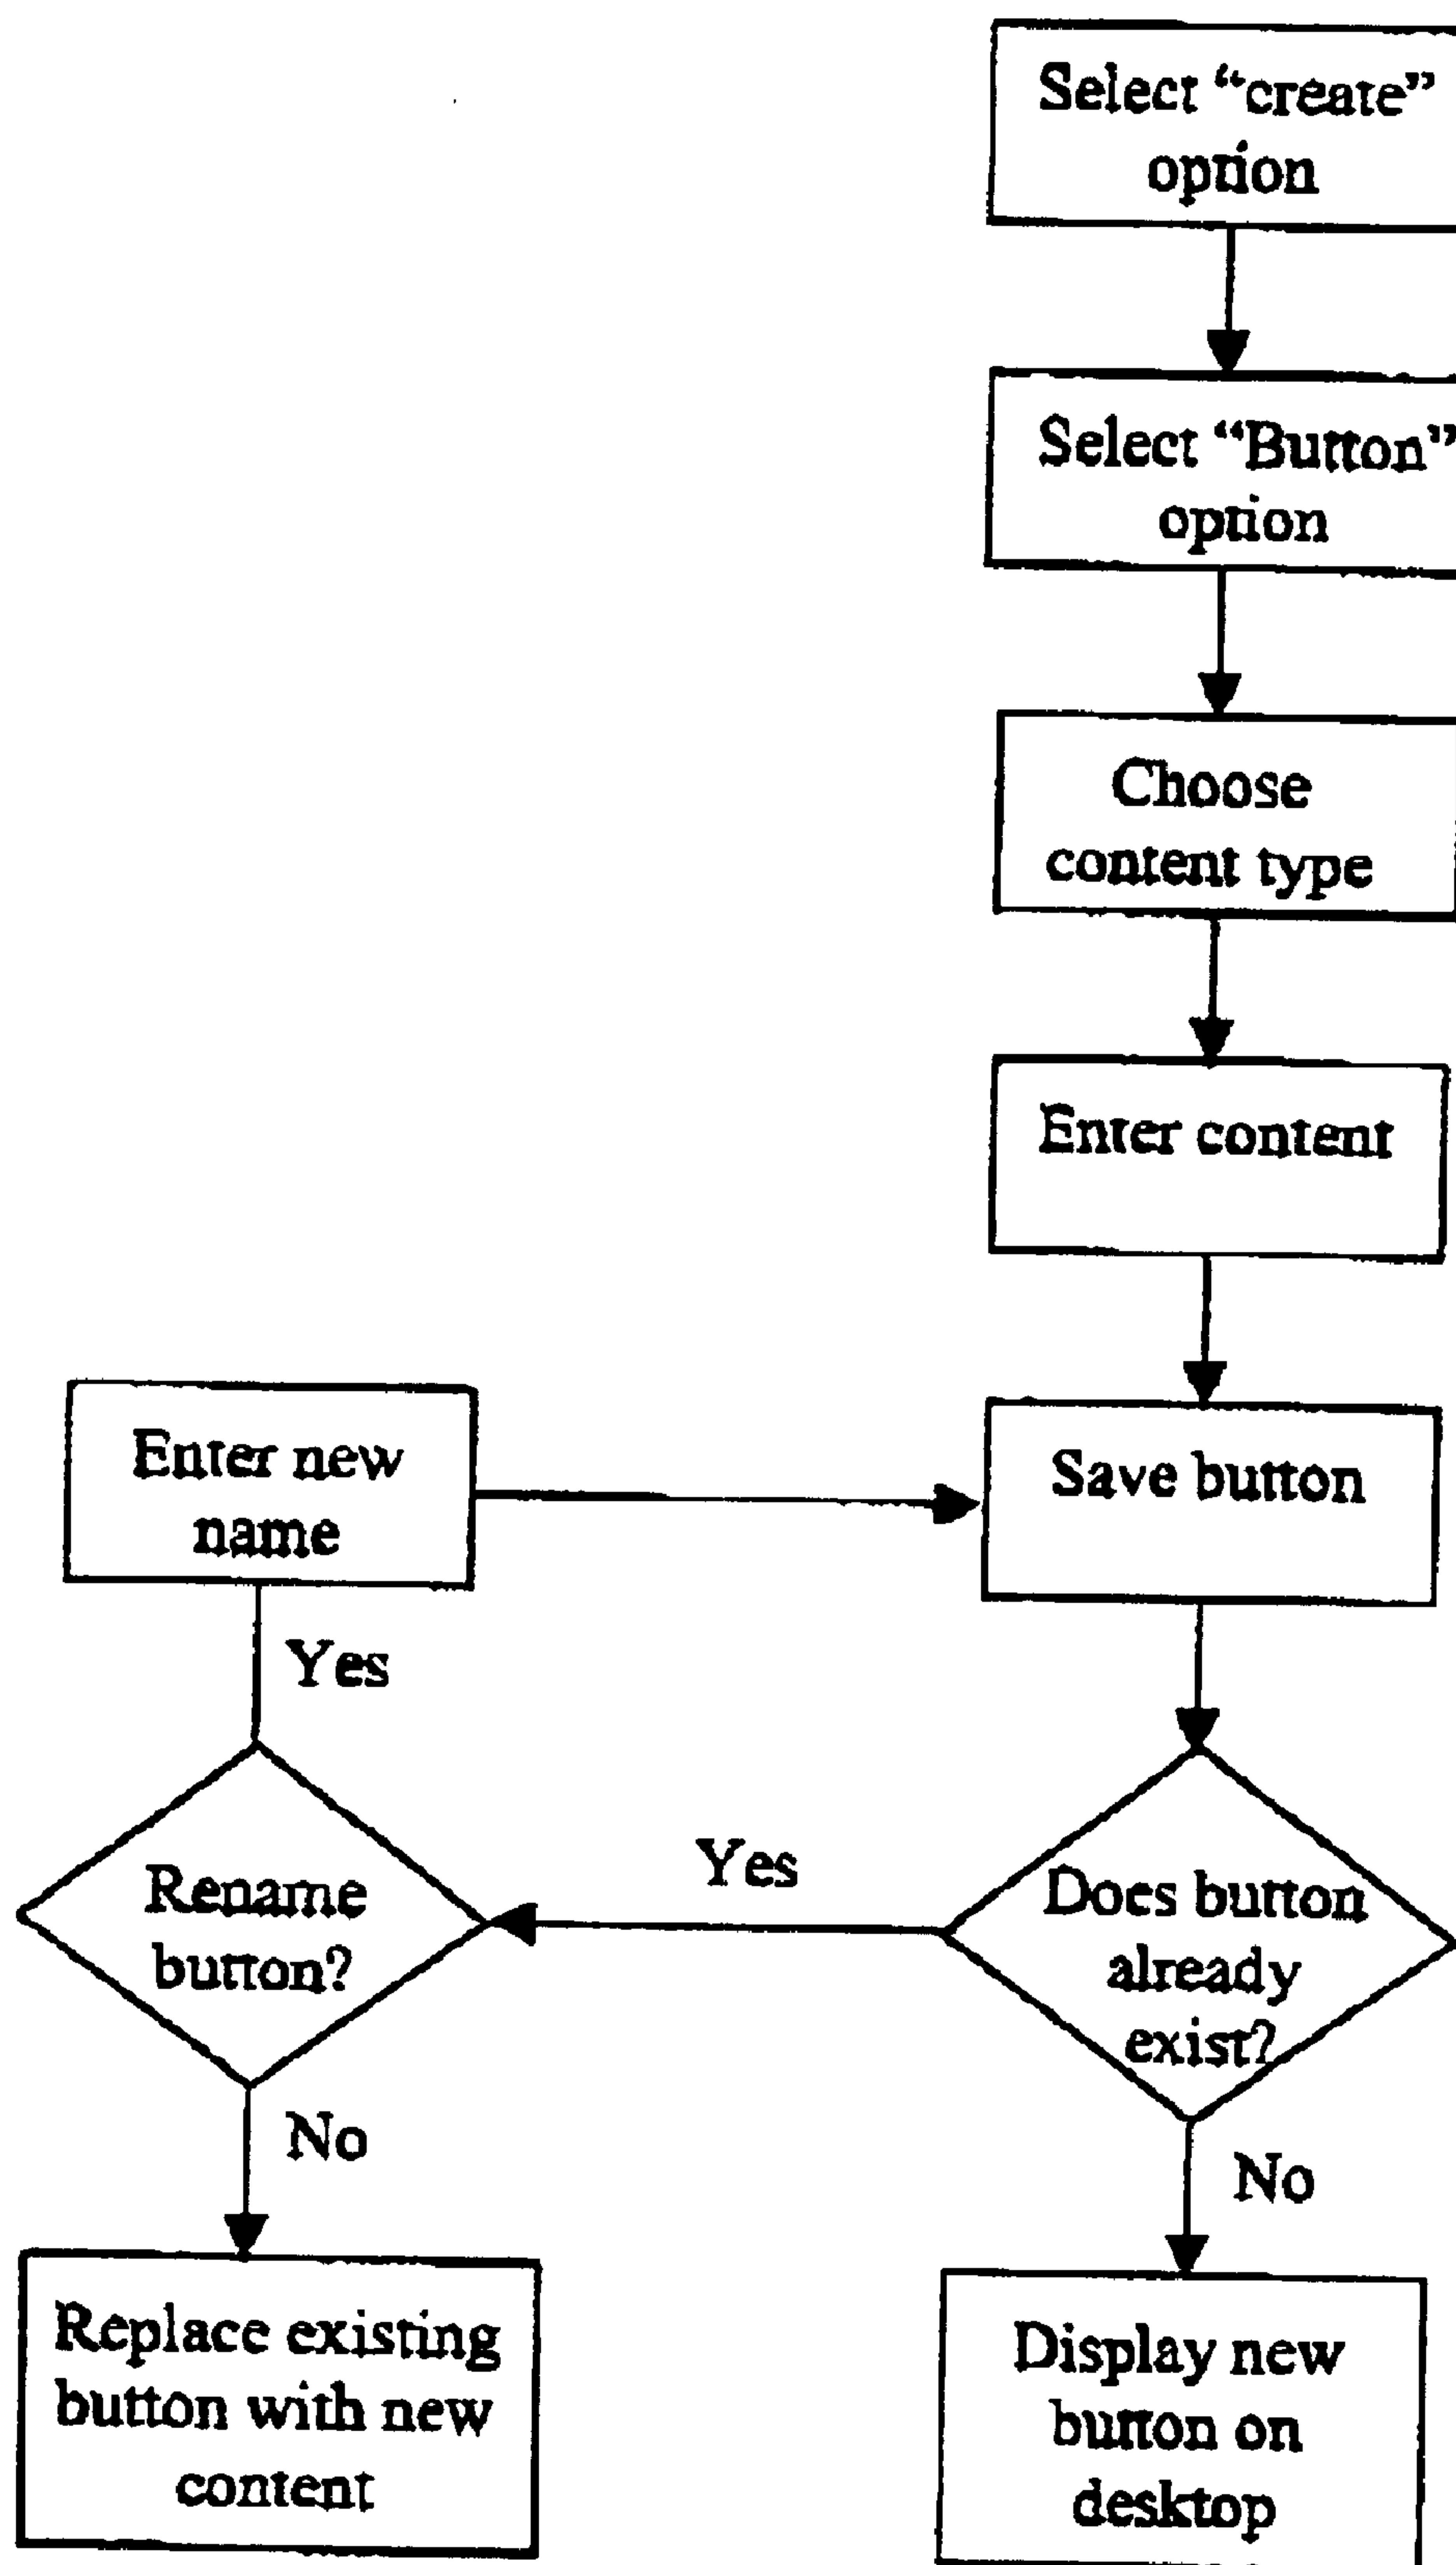 Select “create”
option
Select “Button”
option
Choose
content type
Enter content
Enter new
name
Save button
Yes
Rename
button?
Yes
Does button
already
exist?
No
No
Replace existing
button with new
content
Display new
button on
desktop